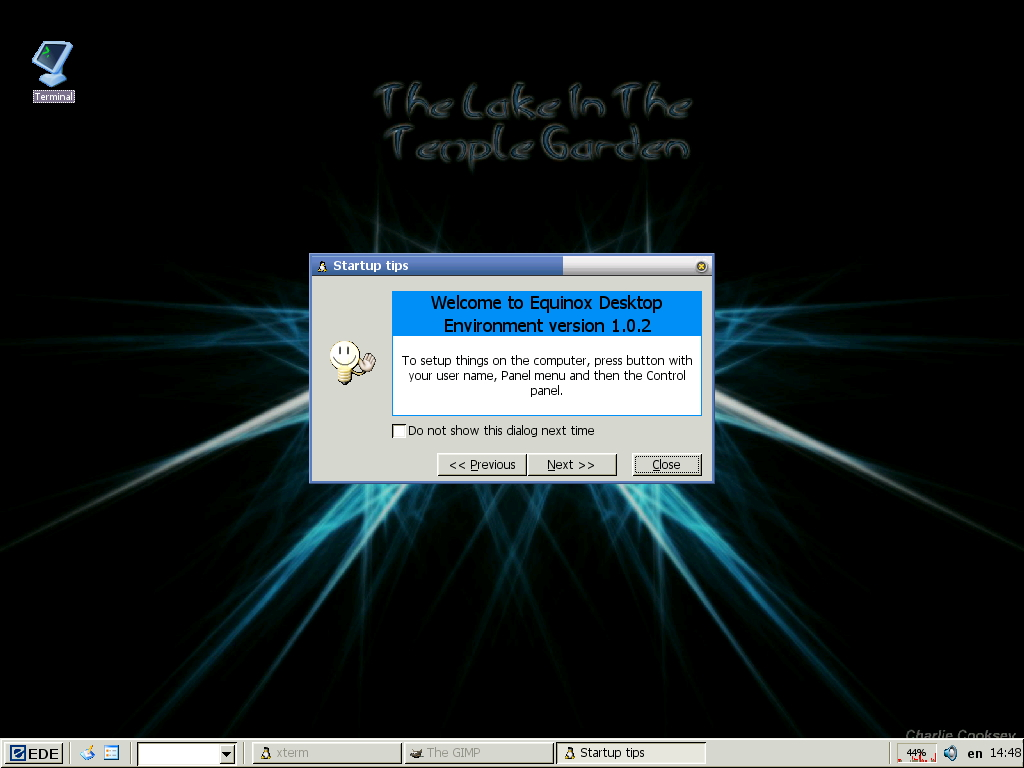 Terminal
The Lake In The
Temple Garden
Startup tips
Welcome to Equinox Desktop
Environment version 1.0.2
To setup things on the computer, press button with
your user name, Panel menu and then the Control
panel.
Do not show this dialog next time
<< Previous
Next >>
Close
Charlie Cooksey
EDE
xterm
The GIMP
Startup tips
44%
en
14:48